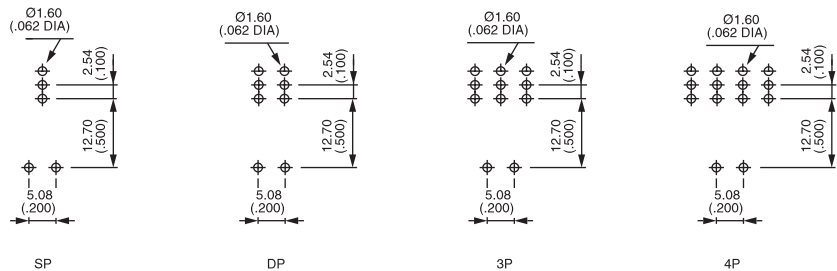 Ø1.60
(.062 DIA)
2.54
(.100)
12.70
(.500)
5.08
(.200)
SP
Ø1.60
(.062 DIA)
2.54
(.100)
12.70
(.500)
5.08
(.200)
DP
Ø1.60
(.062 DIA)
2.54
(.100)
12.70
(.500)
5.08
(.200)
3P
Ø1.60
(.062 DIA)
2.54
(.100)
12.70
(.500)
5.08
(.200)
4P